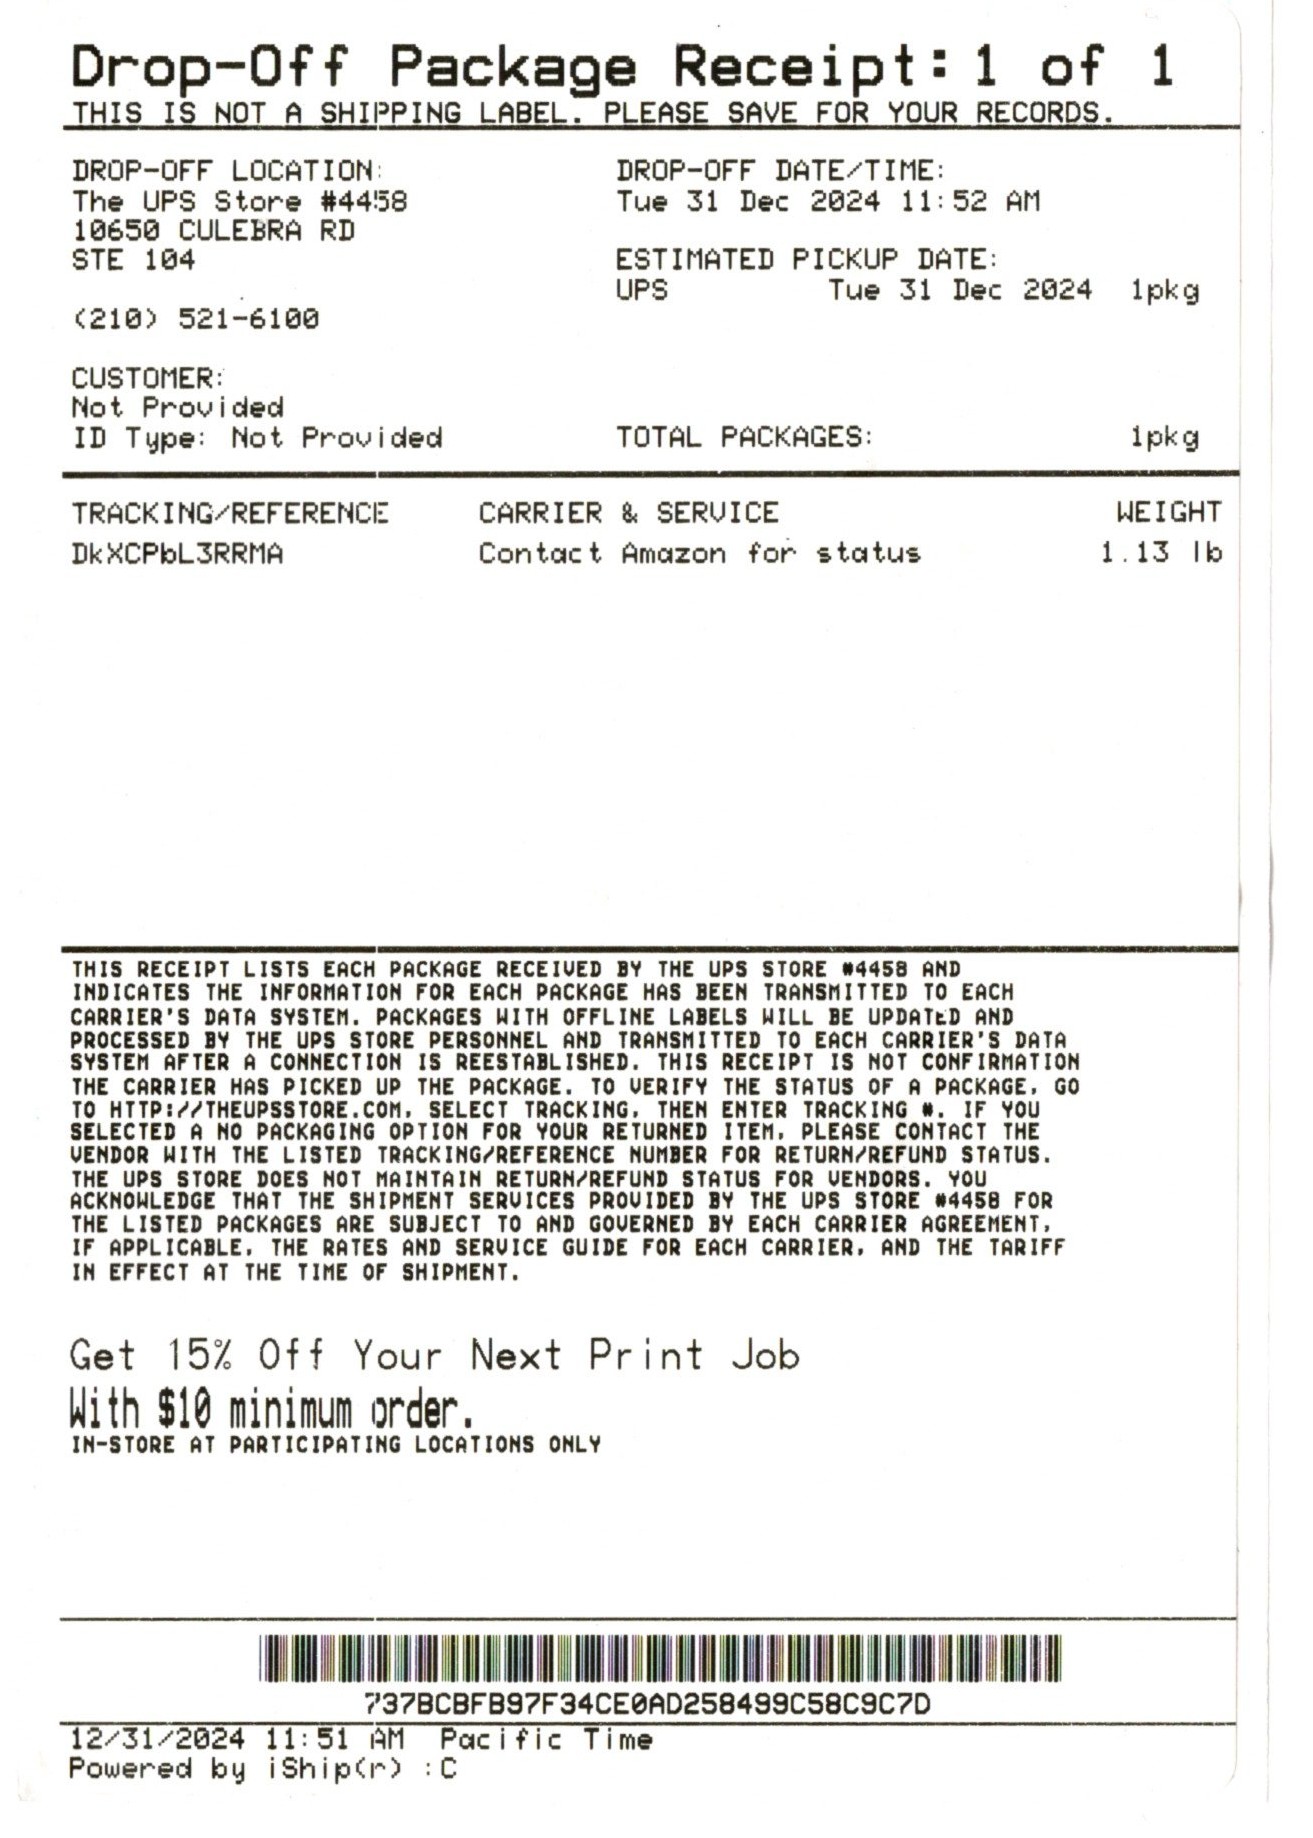 Drop-Off Package Receipt: 1 of 1
THIS IS NOT A SHIPPING LABEL. PLEASE SAVE FOR YOUR RECORDS.
DROP-OFF LOCATION:
The UPS Store #4458
10650 CULEBRA RD
STE 104
(210) 521-6100
DROP-OFF DATE/TIME:
Tue 31 Dec 2024 11:52 AM
ESTIMATED PICKUP DATE:
UPS Tue 31 Dec 2024 1pkg
CUSTOMER:
Not Provided
ID Type: Not Provided
TOTAL PACKAGES: 1pkg
TRACKING/REFERENCE CARRIER & SERVICE WEIGHT
DkXCPbL3RRMA Contact Amazon for status 1.13 lb
THIS RECEIPT LISTS EACH PACKAGE RECEIVED BY THE UPS STORE #4458 AND
INDICATES THE INFORMATION FOR EACH PACKAGE HAS BEEN TRANSMITTED TO EACH
CARRIER'S DATA SYSTEM. PACKAGES WITH OFFLINE LABELS WILL BE UPDATED AND
PROCESSED BY THE UPS STORE PERSONNEL AND TRANSMITTED TO EACH CARRIER'S DATA
SYSTEM AFTER A CONNECTION IS REESTABLISHED. THIS RECEIPT IS NOT CONFIRMATION
THE CARRIER HAS PICKED UP THE PACKAGE. TO VERIFY THE STATUS OF A PACKAGE, GO
TO HTTP://THEUPSSTORE.COM, SELECT TRACKING, THEN ENTER TRACKING #. IF YOU
SELECTED A NO PACKAGING OPTION FOR YOUR RETURNED ITEM, PLEASE CONTACT THE
VENDOR WITH THE LISTED TRACKING/REFERENCE NUMBER FOR RETURN/REFUND STATUS.
THE UPS STORE DOES NOT MAINTAIN RETURN/REFUND STATUS FOR VENDORS. YOU
ACKNOWLEDGE THAT THE SHIPMENT SERVICES PROVIDED BY THE UPS STORE #4458 FOR
THE LISTED PACKAGES ARE SUBJECT TO AND GOVERNED BY EACH CARRIER AGREEMENT,
IF APPLICABLE, THE RATES AND SERVICE GUIDE FOR EACH CARRIER, AND THE TARIFF
IN EFFECT AT THE TIME OF SHIPMENT.
Get 15% Off Your Next Print Job
With $10 minimum order.
IN-STORE AT PARTICIPATING LOCATIONS ONLY
737BCBFB97F34CE0AD258499C58C9C7D
12/31/2024 11:51 AM Pacific Time
Powered by iShip(r) :C